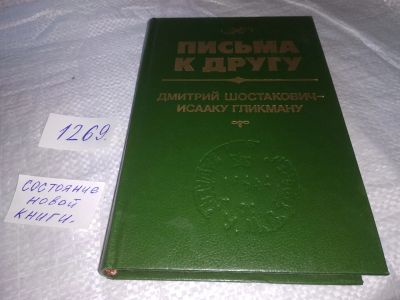 ПИСЬМА
К ДРУГУ
ДМИТРИЙ ШОСТАКОВИЧ–
ИСААКУ ГЛИКМАНУ
1269.
СОСТОЯНИЕ
НОВОЙ
КНИГИ.